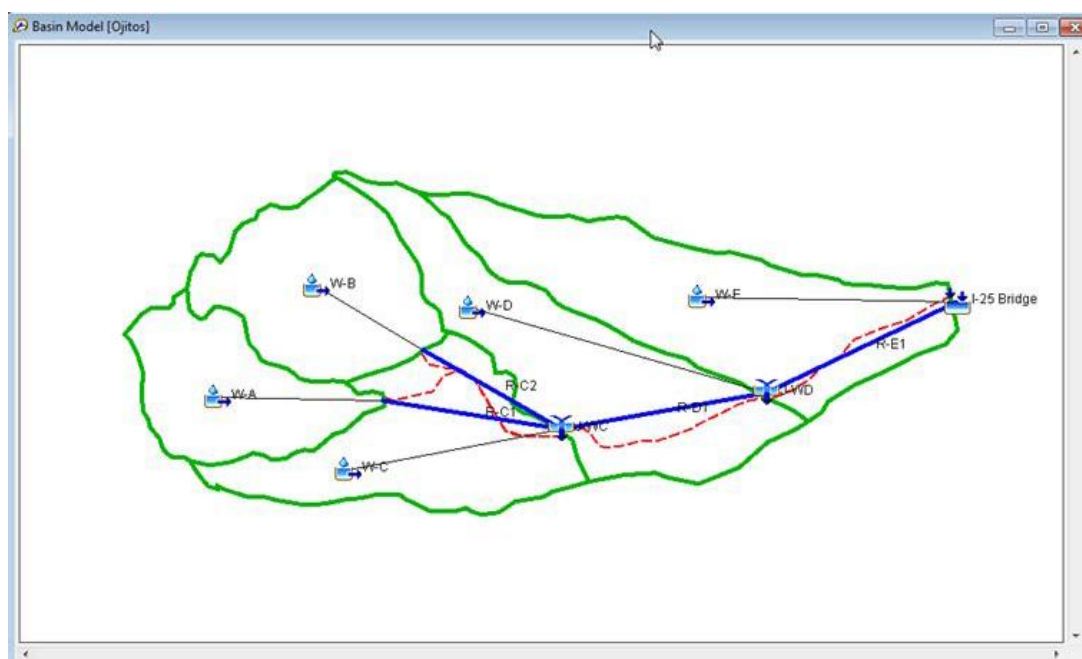 Basin Model [Ojitos]
W-B
W-D
W-E
I-25 Bridge
R-E1
R-C2
W-A
R-C1
R-D1
W-C